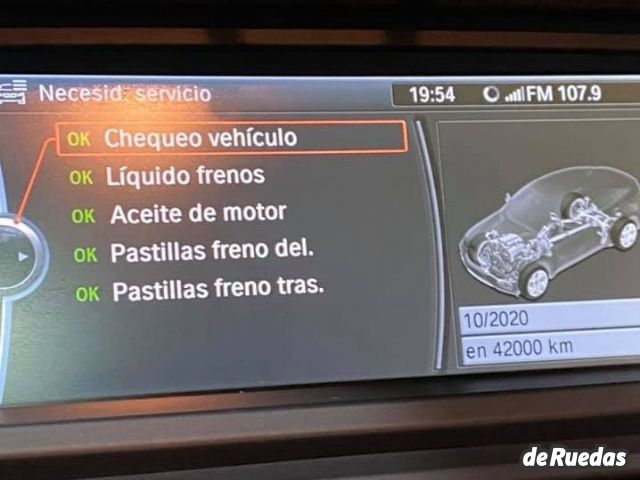 Necesid. servicio
19:54
FM 107.9
OK Chequeo vehículo
OK Líquido frenos
OK Aceite de motor
OK Pastillas freno del.
OK Pastillas freno tras.
10/2020
en 42000 km
deRuedas